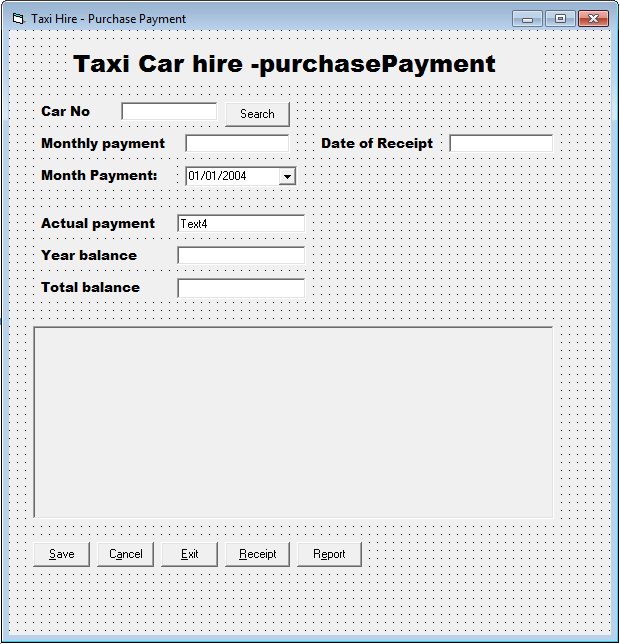 Taxi Hire - Purchase Payment
Taxi Car hire -purchasePayment
Car No
Search
Monthly payment
Date of Receipt
Month Payment:
01/01/2004
Actual payment
Text4
Year balance
Total balance
Save
Cancel
Exit
Receipt
Report